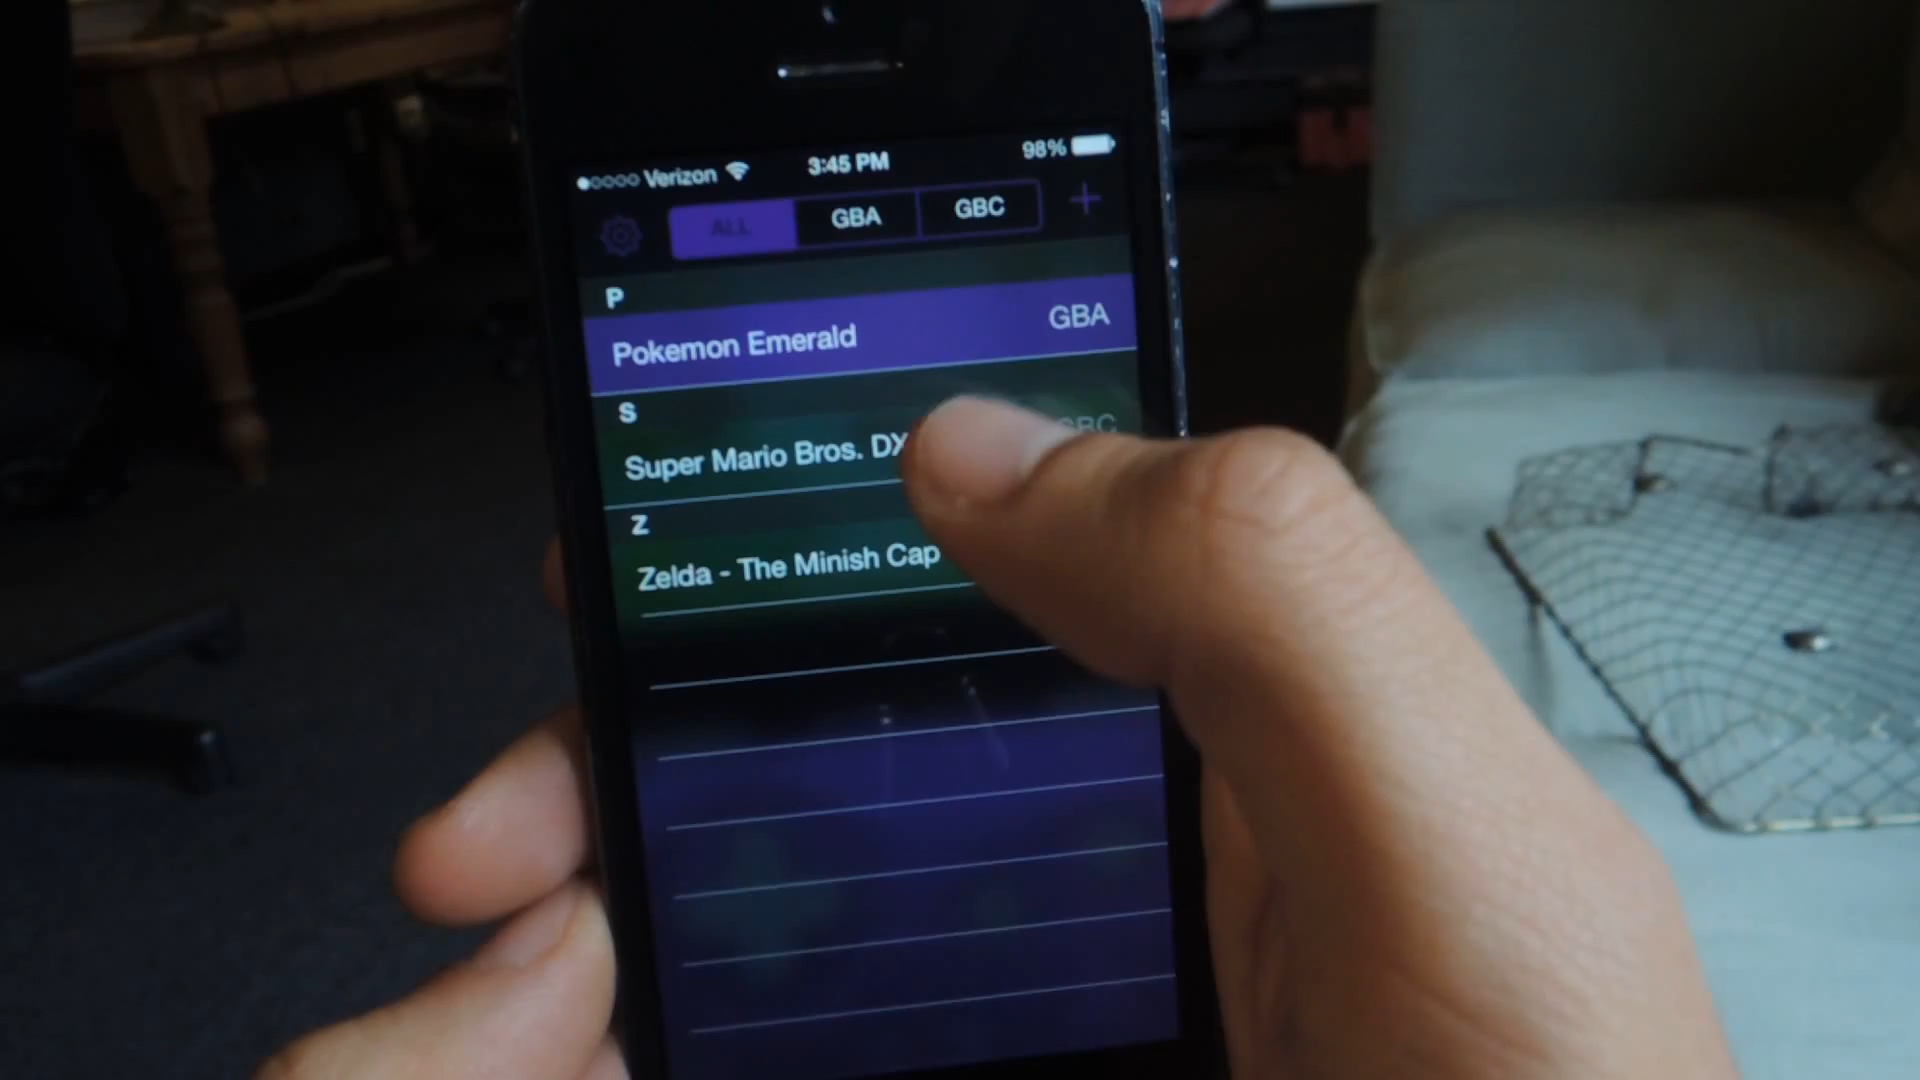 Verizon 3:45 PM 98%
ALL GBA GBC
P
Pokemon Emerald GBA
S
Super Mario Bros. DX GBC
Z
Zelda - The Minish Cap